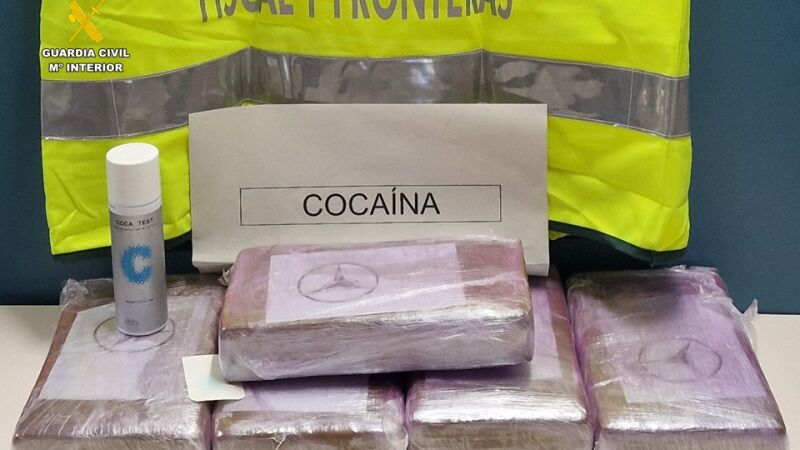 FISCAL Y FRONTERAS
GUARDIA CIVIL
Mº INTERIOR
COCAÍNA
COCA TEST
C